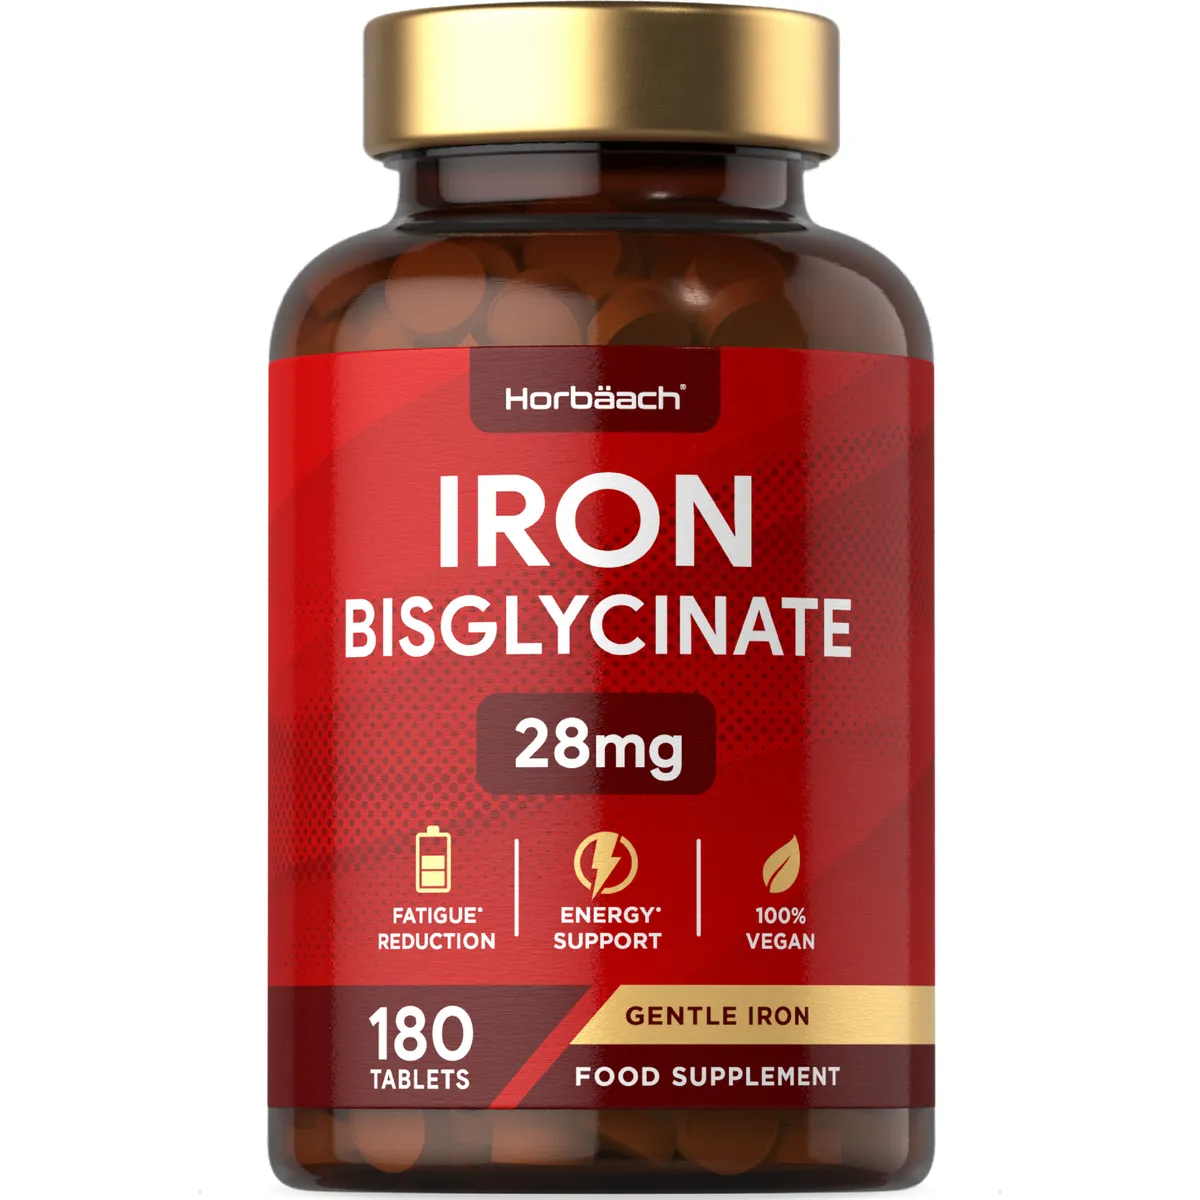 Horbäach®
IRON
BISGLYCINATE
28mg
FATIGUE*
REDUCTION
ENERGY*
SUPPORT
100%
VEGAN
180
TABLETS
GENTLE IRON
FOOD SUPPLEMENT